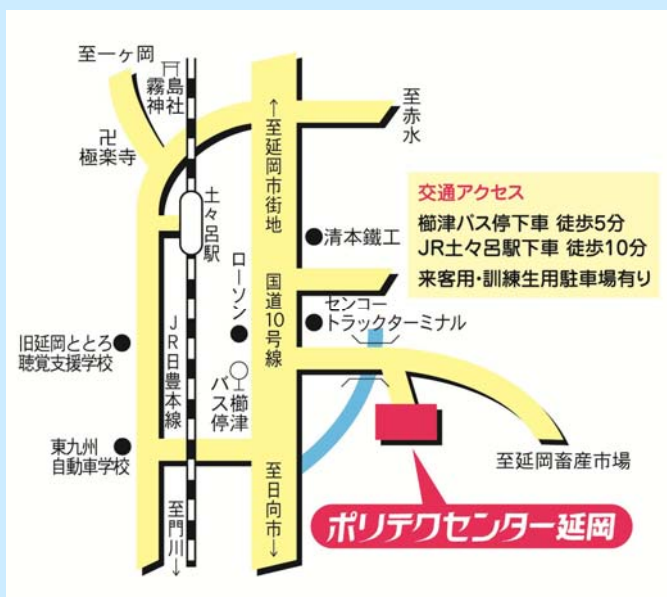 至一ヶ岡
霧島
神社
卍
極楽寺
至赤水
←至延岡市街地
土々呂駅
交通アクセス
櫛津バス停下車 徒歩5分
JR土々呂駅下車 徒歩10分
来客用・訓練生用駐車場有り
清本鐵工
ローソン
国道10号線
センコー
トラックターミナル
JR日豊本線
旧延岡ととろ
聴覚支援学校
櫛津
バス停
東九州
自動車学校
至延岡畜産市場
至日向市→
至門川→
ポリテクセンター延岡